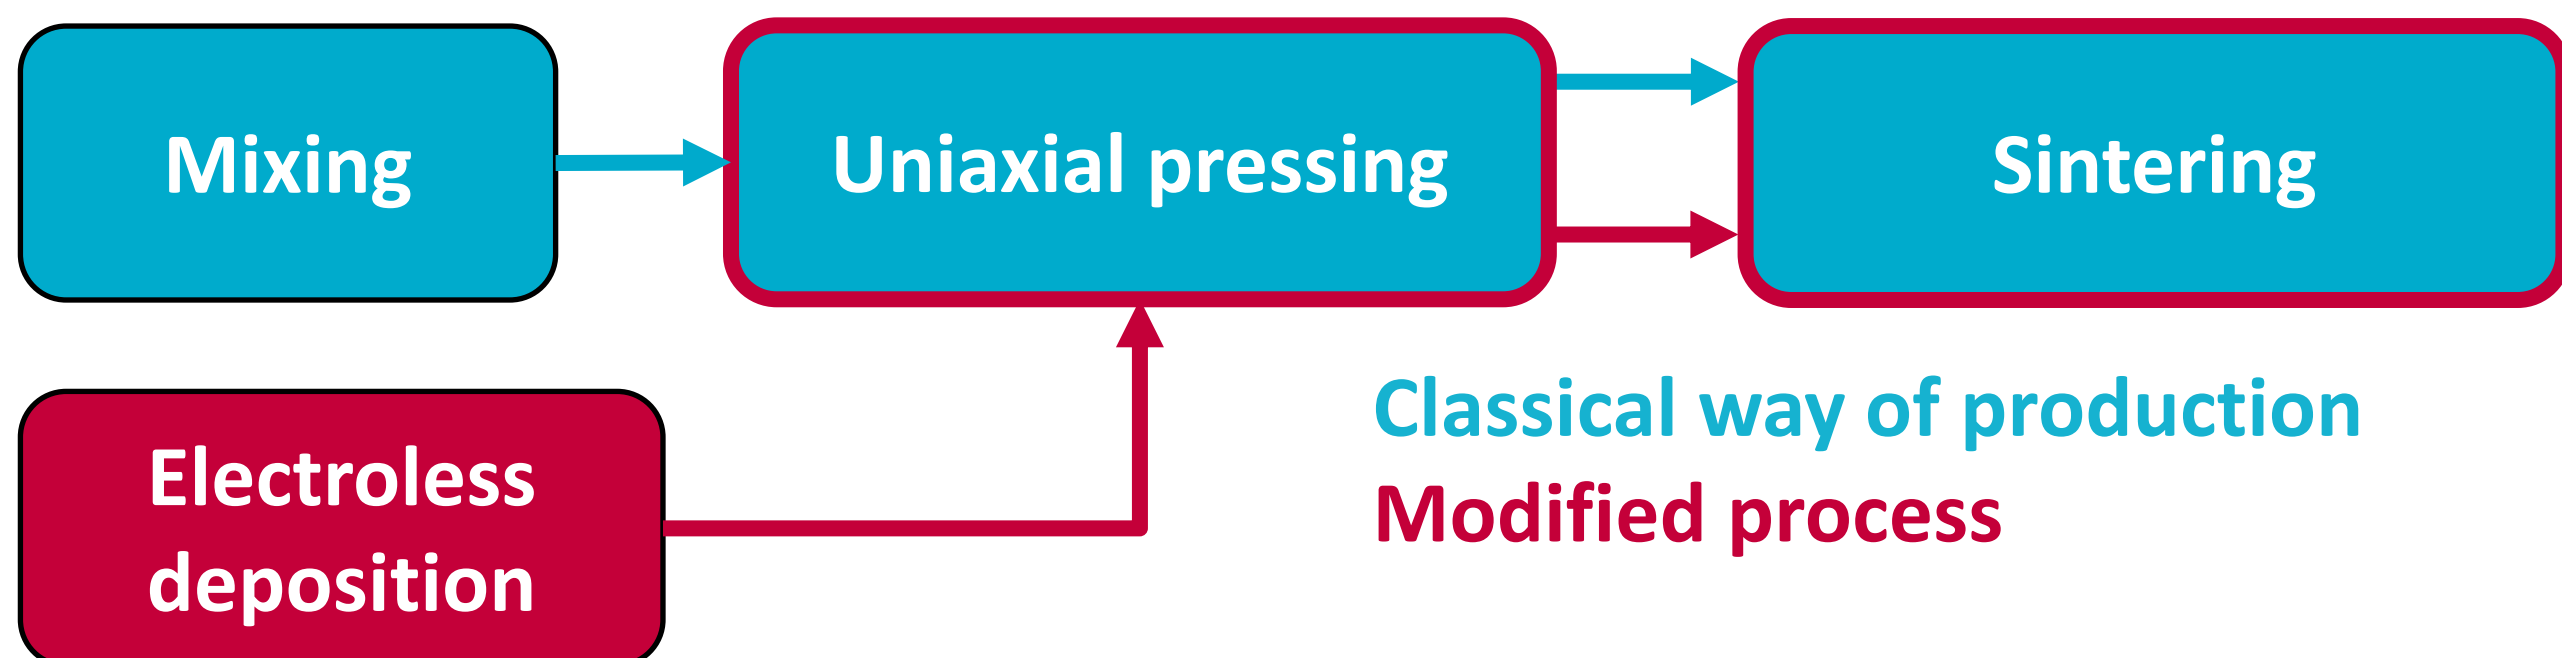 Mixing
Uniaxial pressing
Sintering
Electroless
deposition
Classical way of production
Modified process